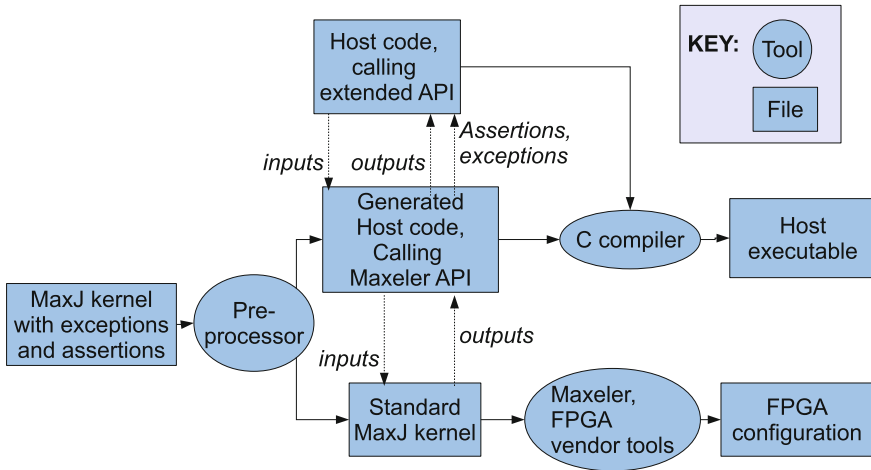 Host code,
calling
extended API
KEY:
Tool
File
inputs
outputs
Assertions,
exceptions
Generated
Host code,
Calling
Maxeler API
C compiler
Host
executable
MaxJ kernel
with exceptions
and assertions
Pre-
processor
inputs
outputs
Standard
MaxJ kernel
Maxeler,
FPGA
vendor tools
FPGA
configuration